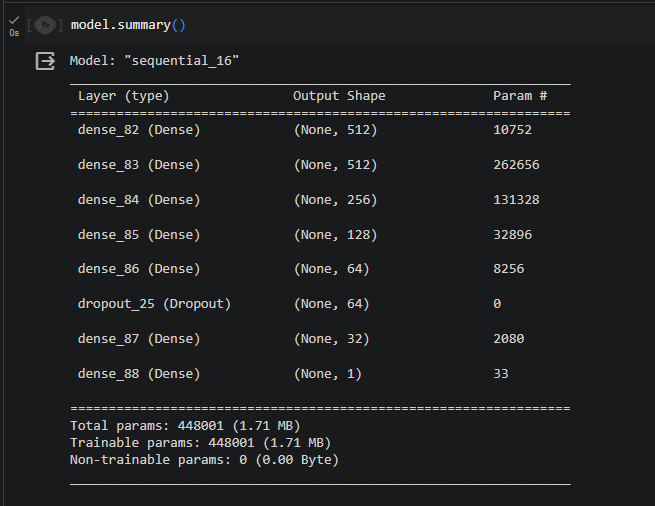 model.summary()
0s
Model: "sequential_16"
Layer (type) Output Shape Param #
dense_82 (Dense) (None, 512) 10752
dense_83 (Dense) (None, 512) 262656
dense_84 (Dense) (None, 256) 131328
dense_85 (Dense) (None, 128) 32896
dense_86 (Dense) (None, 64) 8256
dropout_25 (Dropout) (None, 64) 0
dense_87 (Dense) (None, 32) 2080
dense_88 (Dense) (None, 1) 33
Total params: 448001 (1.71 MB)
Trainable params: 448001 (1.71 MB)
Non-trainable params: 0 (0.00 Byte)